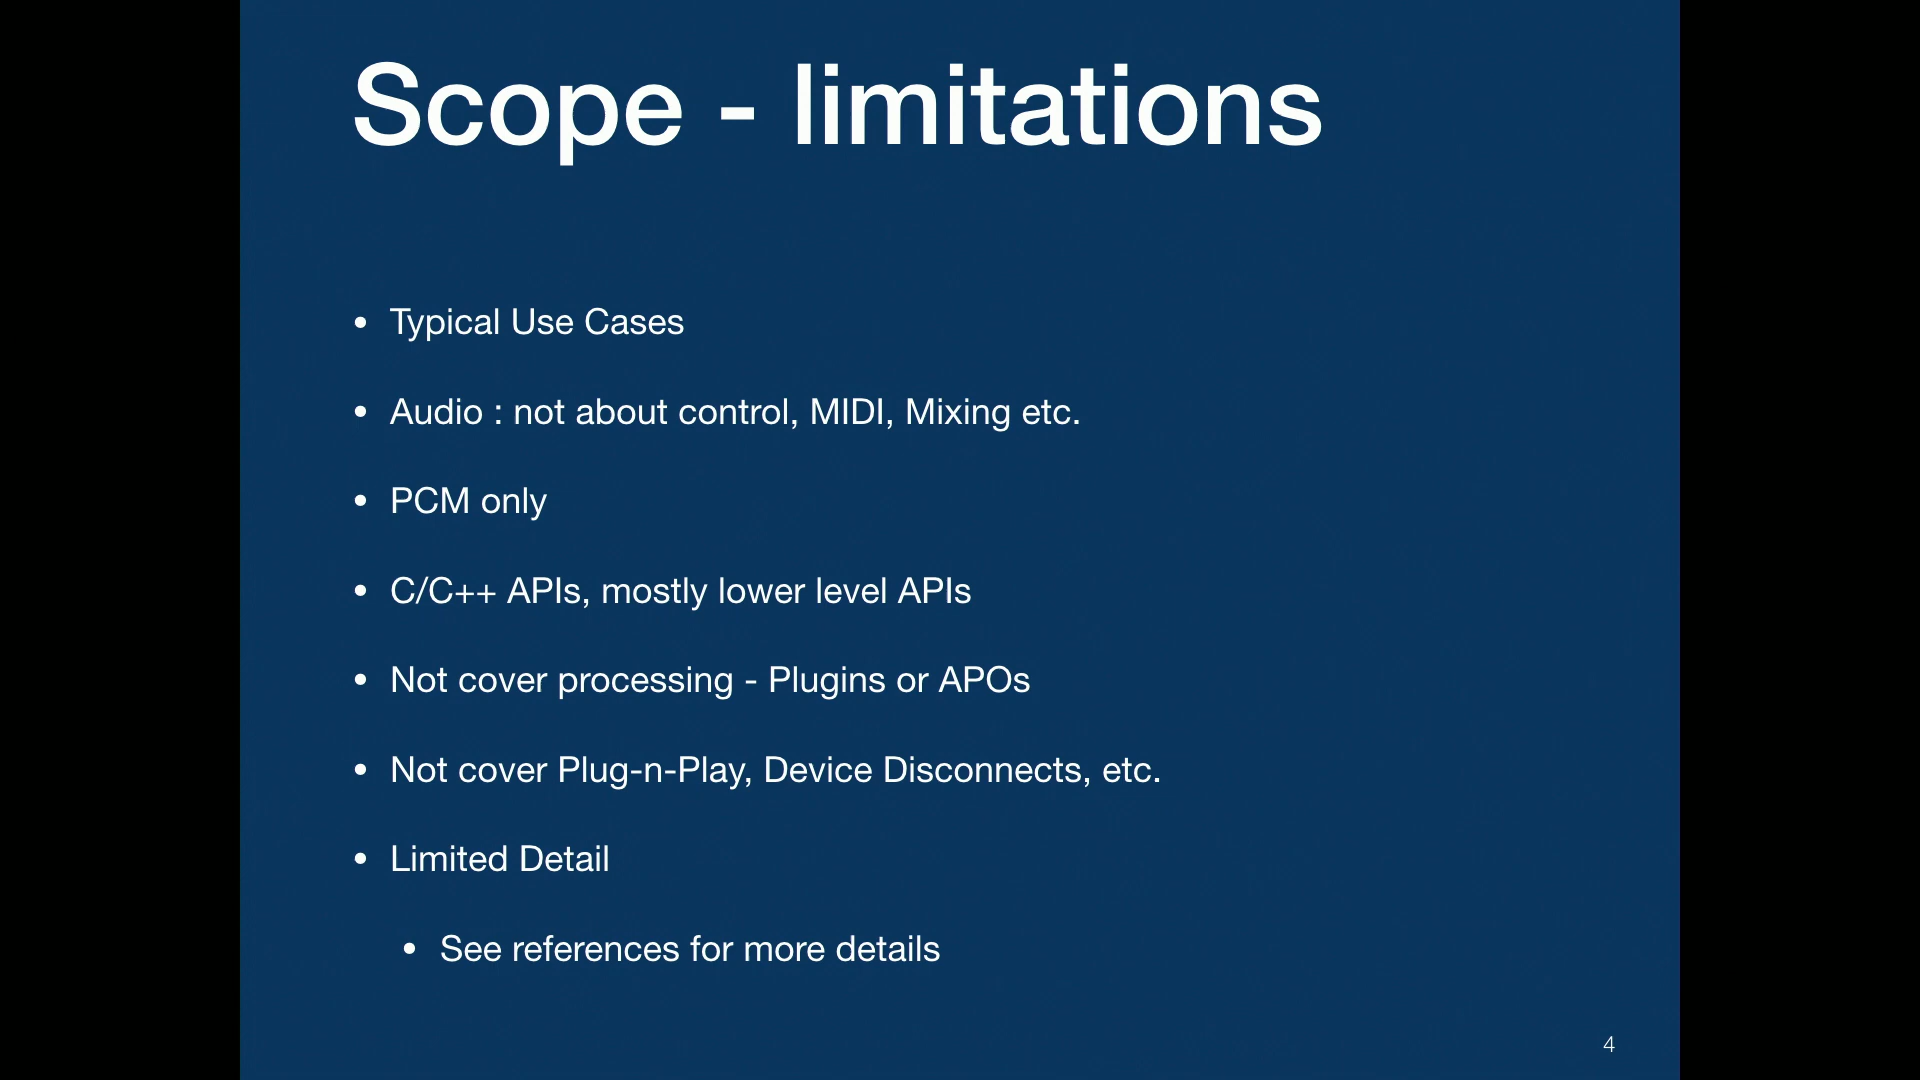 Scope - limitations
• Typical Use Cases
• Audio : not about control, MIDI, Mixing etc.
• PCM only
• C/C++ APIs, mostly lower level APIs
• Not cover processing - Plugins or APOs
• Not cover Plug-n-Play, Device Disconnects, etc.
• Limited Detail
• See references for more details
4